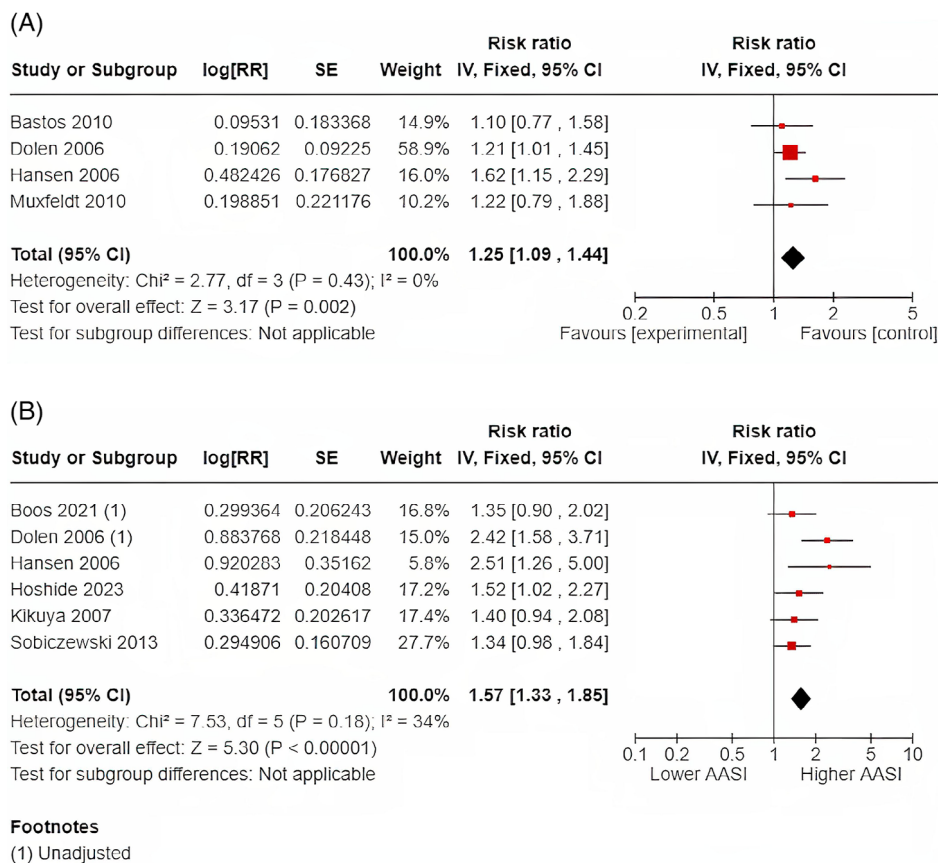 (A)
Risk ratio Risk ratio
Study or Subgroup log[RR] SE Weight IV, Fixed, 95% CI IV, Fixed, 95% CI
Bastos 2010 0.09531 0.183368 14.9% 1.10 [0.77 , 1.58]
Dolen 2006 0.19062 0.09225 58.9% 1.21 [1.01 , 1.45]
Hansen 2006 0.482426 0.176827 16.0% 1.62 [1.15 , 2.29]
Muxfeldt 2010 0.198851 0.221176 10.2% 1.22 [0.79 , 1.88]
Total (95% CI) 100.0% 1.25 [1.09 , 1.44]
Heterogeneity: Chi² = 2.77, df = 3 (P = 0.43); I² = 0%
Test for overall effect: Z = 3.17 (P = 0.002)
Test for subgroup differences: Not applicable
0.2 0.5 1 2 5
Favours [experimental] Favours [control]
(B)
Risk ratio Risk ratio
Study or Subgroup log[RR] SE Weight IV, Fixed, 95% CI IV, Fixed, 95% CI
Boos 2021 (1) 0.299364 0.206243 16.8% 1.35 [0.90 , 2.02]
Dolen 2006 (1) 0.883768 0.218448 15.0% 2.42 [1.58 , 3.71]
Hansen 2006 0.920283 0.35162 5.8% 2.51 [1.26 , 5.00]
Hoshide 2023 0.41871 0.20408 17.2% 1.52 [1.02 , 2.27]
Kikuya 2007 0.336472 0.202617 17.4% 1.40 [0.94 , 2.08]
Sobiczewski 2013 0.294906 0.160709 27.7% 1.34 [0.98 , 1.84]
Total (95% CI) 100.0% 1.57 [1.33 , 1.85]
Heterogeneity: Chi² = 7.53, df = 5 (P = 0.18); I² = 34%
Test for overall effect: Z = 5.30 (P < 0.00001)
Test for subgroup differences: Not applicable
0.1 0.2 0.5 1 2 5 10
Lower AASI Higher AASI
Footnotes
(1) Unadjusted